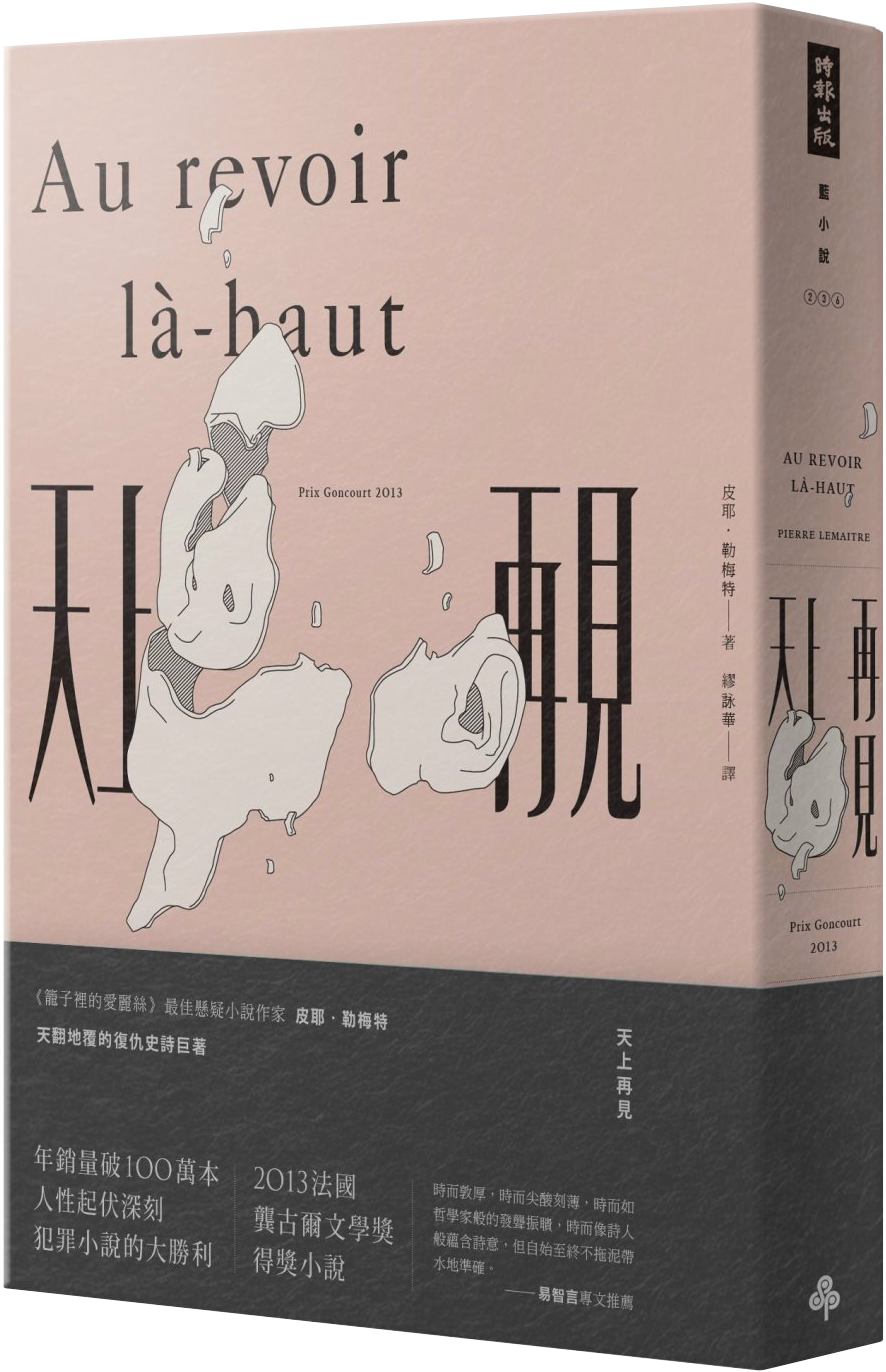 Au revoir
là-haut
Prix Goncourt 2013
天上再見
皮耶・勒梅特——著 繆詠華——譯
《籠子裡的愛麗絲》最佳懸疑小說作家 皮耶・勒梅特
天翻地覆的復仇史詩巨著
天上再見
年銷量破100萬本
人性起伏深刻
犯罪小說的大勝利
2013法國
龔古爾文學獎
得獎小說
時而敦厚,時而尖酸刻薄,時而如
哲學家般的發聾振聵,時而像詩人
般蘊含詩意,但自始至終不拖泥帶
水地準確。
——易智言專文推薦
時報出版
藍小說
236
AU REVOIR
LÀ-HAUT
PIERRE LEMAITRE
天上
再見
Prix Goncourt
2013